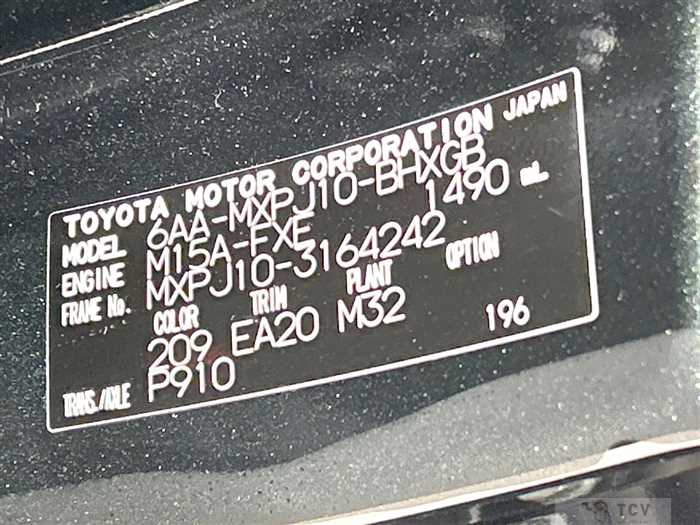 TOYOTA MOTOR CORPORATION JAPAN
MODEL 6AA-MXPJ10-BHXGB
ENGINE M15A-FXE 1490 mL
FRAME No. MXPJ10-3164242
COLOR TRIM PLANT OPTION
209 EA20 M32 196
TRANS./AXLE P910
TCV